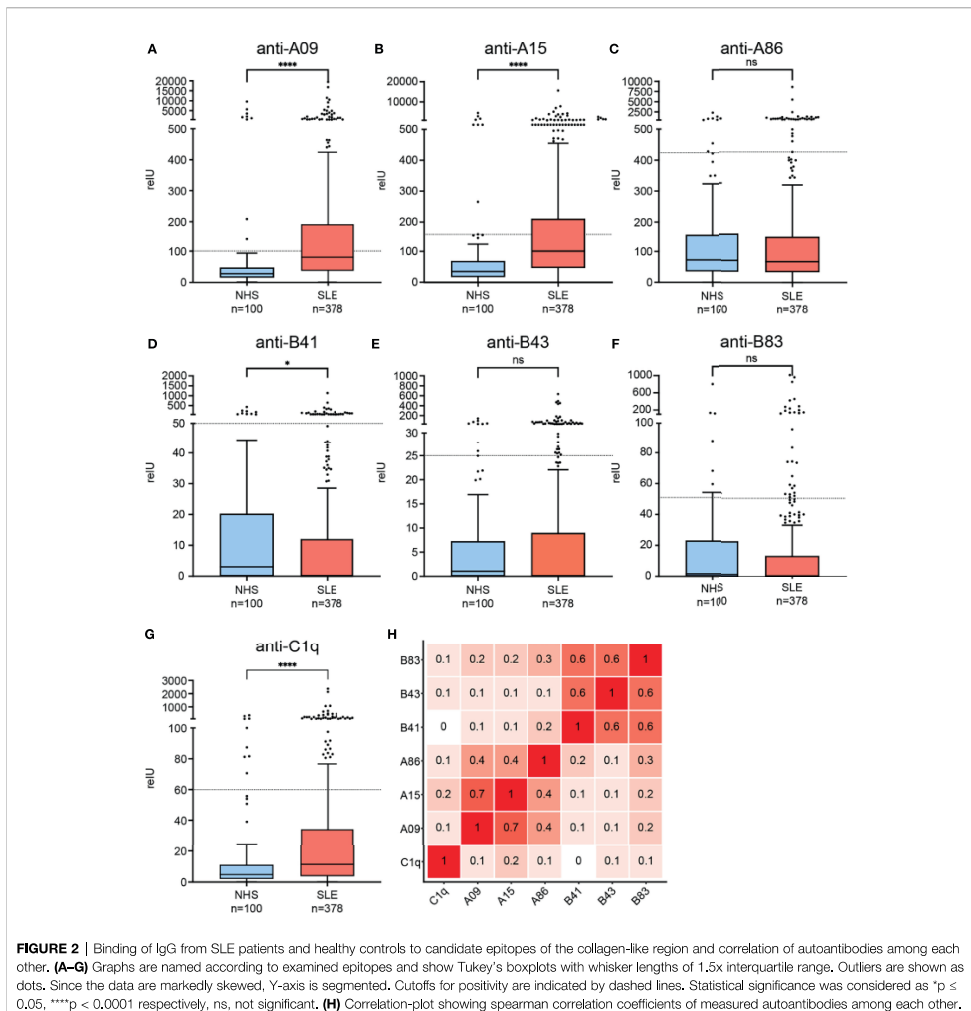 A
anti-A09
****
20000
15000
10000
5000
500
400
300
200
100
0
relU
NHS
n=100
SLE
n=378
B
anti-A15
****
20000
10000
500
400
300
200
100
0
relU
NHS
n=100
SLE
n=378
C
anti-A86
ns
10000
7500
5000
2500
500
400
300
200
100
0
relU
NHS
n=100
SLE
n=378
D
anti-B41
*
2000
1500
1000
500
50
40
30
20
10
0
relU
NHS
n=100
SLE
n=378
E
anti-B43
ns
1000
800
600
400
200
30
25
20
15
10
5
0
relU
NHS
n=100
SLE
n=378
F
anti-B83
ns
1000
800
600
400
200
100
80
60
40
20
0
relU
NHS
SLE
n=378
G
anti-C1q
****
3000
2000
1000
100
80
60
40
20
0
relU
NHS
n=100
SLE
n=378
H
B83 0.1 0.2 0.2 0.3 0.6 0.6 1
B43 0.1 0.1 0.1 0.1 0.6 1 0.6
B41 0 0.1 0.1 0.2 1 0.6 0.6
A86 0.1 0.4 0.4 1 0.2 0.1 0.3
A15 0.2 0.7 1 0.4 0.1 0.1 0.2
A09 0.1 1 0.7 0.4 0.1 0.1 0.2
C1q 1 0.1 0.2 0.1 0 0.1 0.1
C1q A09 A15 A86 B41 B43 B83
FIGURE 2 | Binding of IgG from SLE patients and healthy controls to candidate epitopes of the collagen-like region and correlation of autoantibodies among each
other. (A–G) Graphs are named according to examined epitopes and show Tukey's boxplots with whisker lengths of 1.5x interquartile range. Outliers are shown as
dots. Since the data are markedly skewed, Y-axis is segmented. Cutoffs for positivity are indicated by dashed lines. Statistical significance was considered as *p ≤
0.05, ****p < 0.0001 respectively, ns, not significant. (H) Correlation-plot showing spearman correlation coefficients of measured autoantibodies among each other.